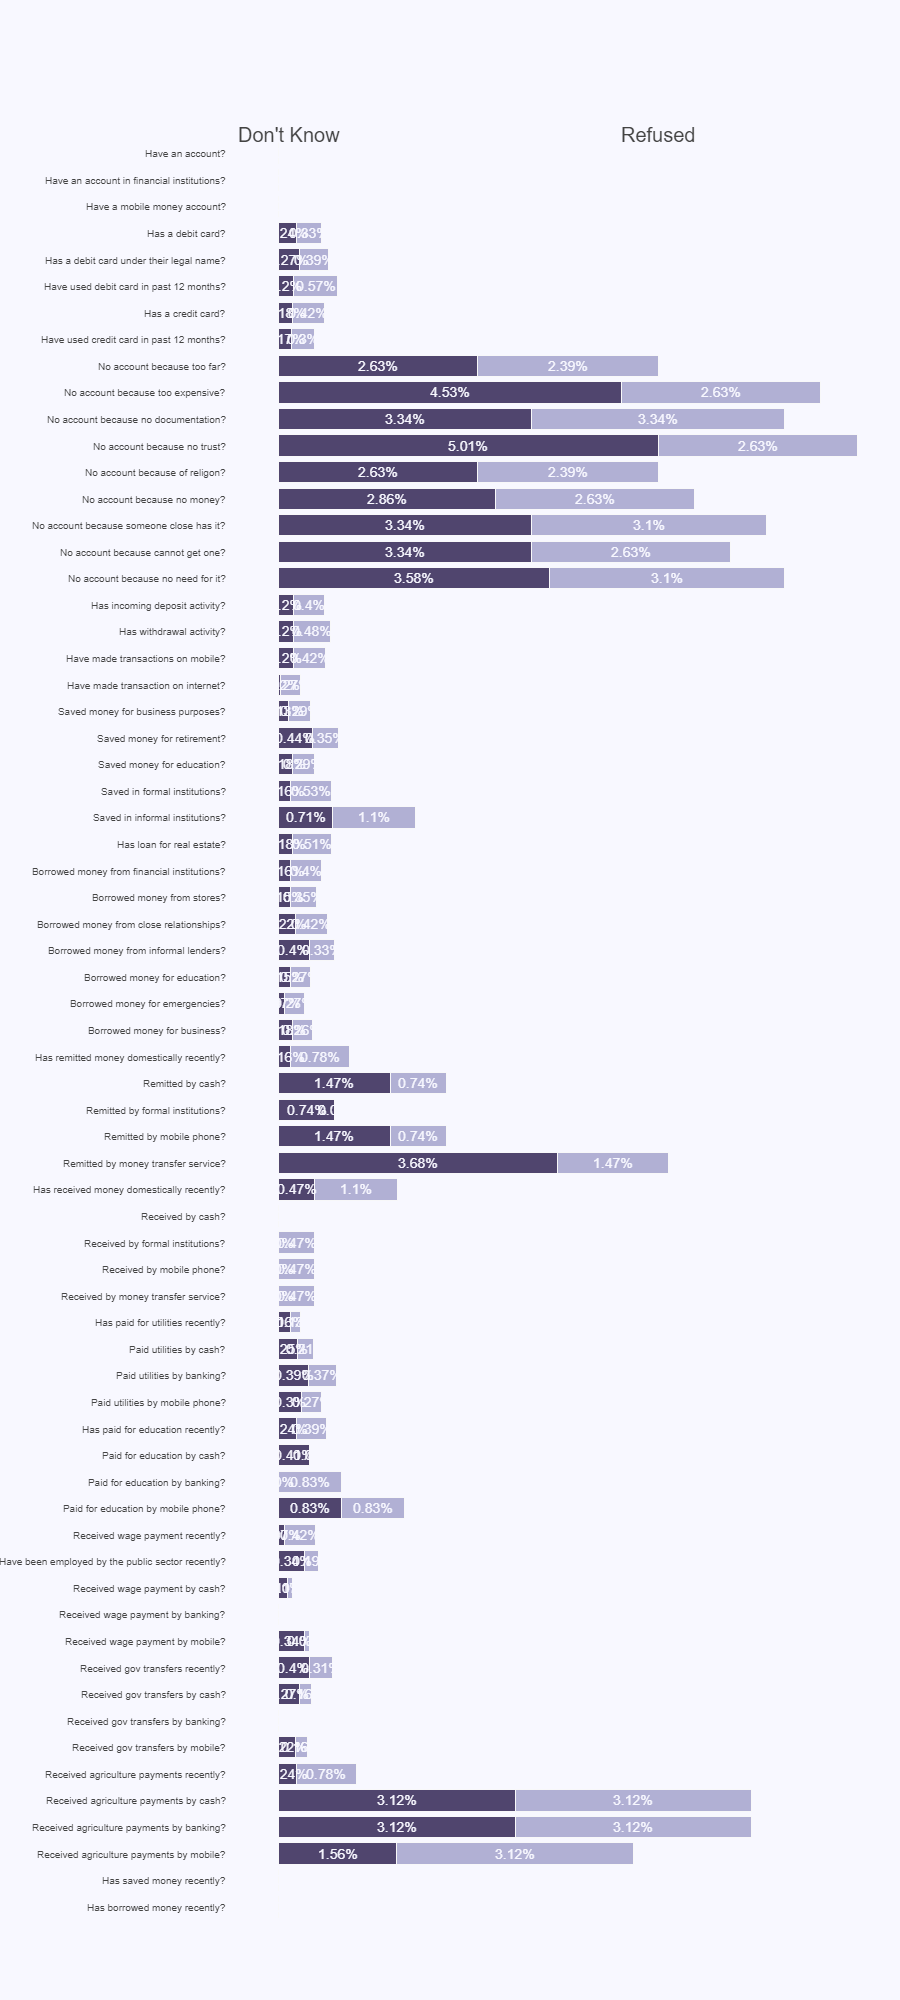 Don't Know Refused
Have an account?
Have an account in financial institutions?
Have a mobile money account?
Has a debit card?
Has a debit card under their legal name?
Have used debit card in past 12 months? 0.57%
Has a credit card?
Have used credit card in past 12 months?
No account because too far? 2.63% 2.39%
No account because too expensive? 4.53% 2.63%
No account because no documentation? 3.34% 3.34%
No account because no trust? 5.01% 2.63%
No account because of religon? 2.63% 2.39%
No account because no money? 2.86% 2.63%
No account because someone close has it? 3.34% 3.1%
No account because cannot get one? 3.34% 2.63%
No account because no need for it? 3.58% 3.1%
Has incoming deposit activity?
Has withdrawal activity?
Have made transactions on mobile?
Have made transaction on internet?
Saved money for business purposes?
Saved money for retirement?
Saved money for education?
Saved in formal institutions?
Saved in informal institutions? 0.71% 1.1%
Has loan for real estate?
Borrowed money from financial institutions?
Borrowed money from stores?
Borrowed money from close relationships?
Borrowed money from informal lenders?
Borrowed money for education?
Borrowed money for emergencies?
Borrowed money for business?
Has remitted money domestically recently? 0.78%
Remitted by cash? 1.47% 0.74%
Remitted by formal institutions? 0.74%
Remitted by mobile phone? 1.47% 0.74%
Remitted by money transfer service? 3.68% 1.47%
Has received money domestically recently? 0.47% 1.1%
Received by cash?
Received by formal institutions?
Received by mobile phone?
Received by money transfer service?
Has paid for utilities recently?
Paid utilities by cash?
Paid utilities by banking?
Paid utilities by mobile phone?
Has paid for education recently?
Paid for education by cash?
Paid for education by banking? 0.83%
Paid for education by mobile phone? 0.83% 0.83%
Received wage payment recently?
Have been employed by the public sector recently?
Received wage payment by cash?
Received wage payment by banking?
Received wage payment by mobile?
Received gov transfers recently?
Received gov transfers by cash?
Received gov transfers by banking?
Received gov transfers by mobile?
Received agriculture payments recently? 0.78%
Received agriculture payments by cash? 3.12% 3.12%
Received agriculture payments by banking? 3.12% 3.12%
Received agriculture payments by mobile? 1.56% 3.12%
Has saved money recently?
Has borrowed money recently?